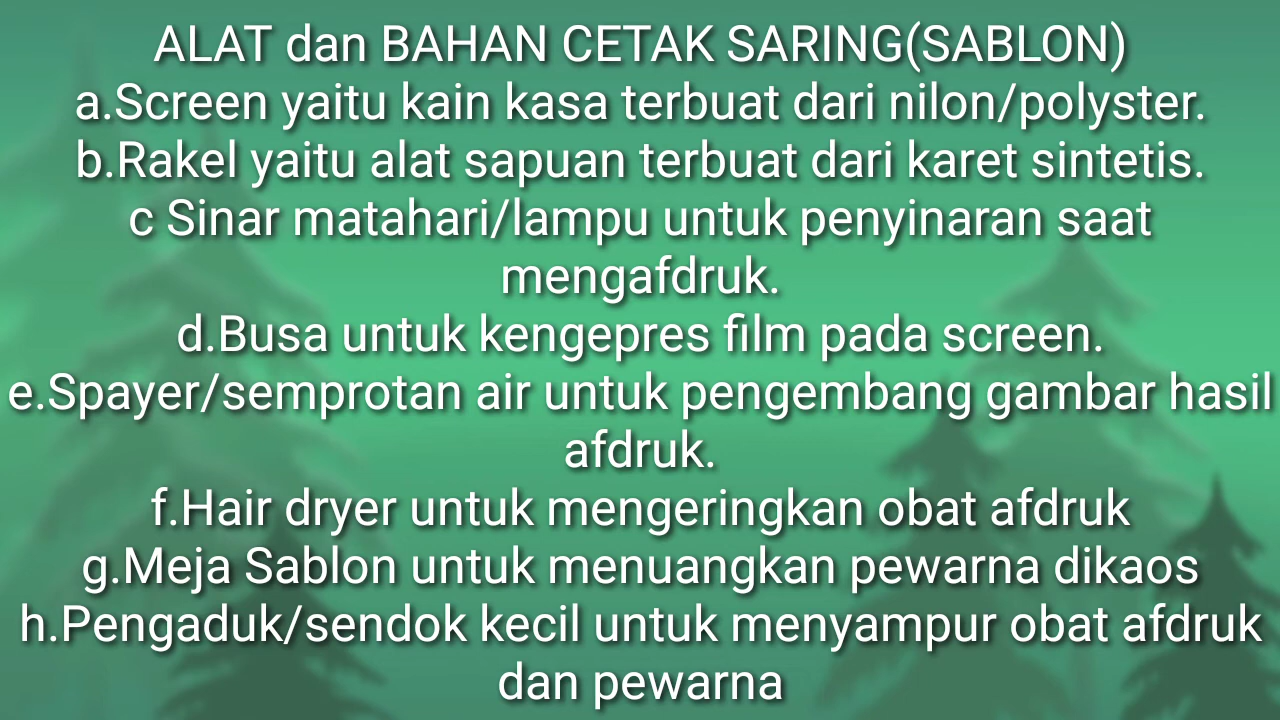 ALAT dan BAHAN CETAK SARING(SABLON)
a.Screen yaitu kain kasa terbuat dari nilon/polyster.
b.Rakel yaitu alat sapuan terbuat dari karet sintetis.
c Sinar matahari/lampu untuk penyinaran saat
mengafdruk.
d.Busa untuk kengepres film pada screen.
e.Spayer/semprotan air untuk pengembang gambar hasil
afdruk.
f.Hair dryer untuk mengeringkan obat afdruk
g.Meja Sablon untuk menuangkan pewarna dikaos
h.Pengaduk/sendok kecil untuk menyampur obat afdruk
dan pewarna